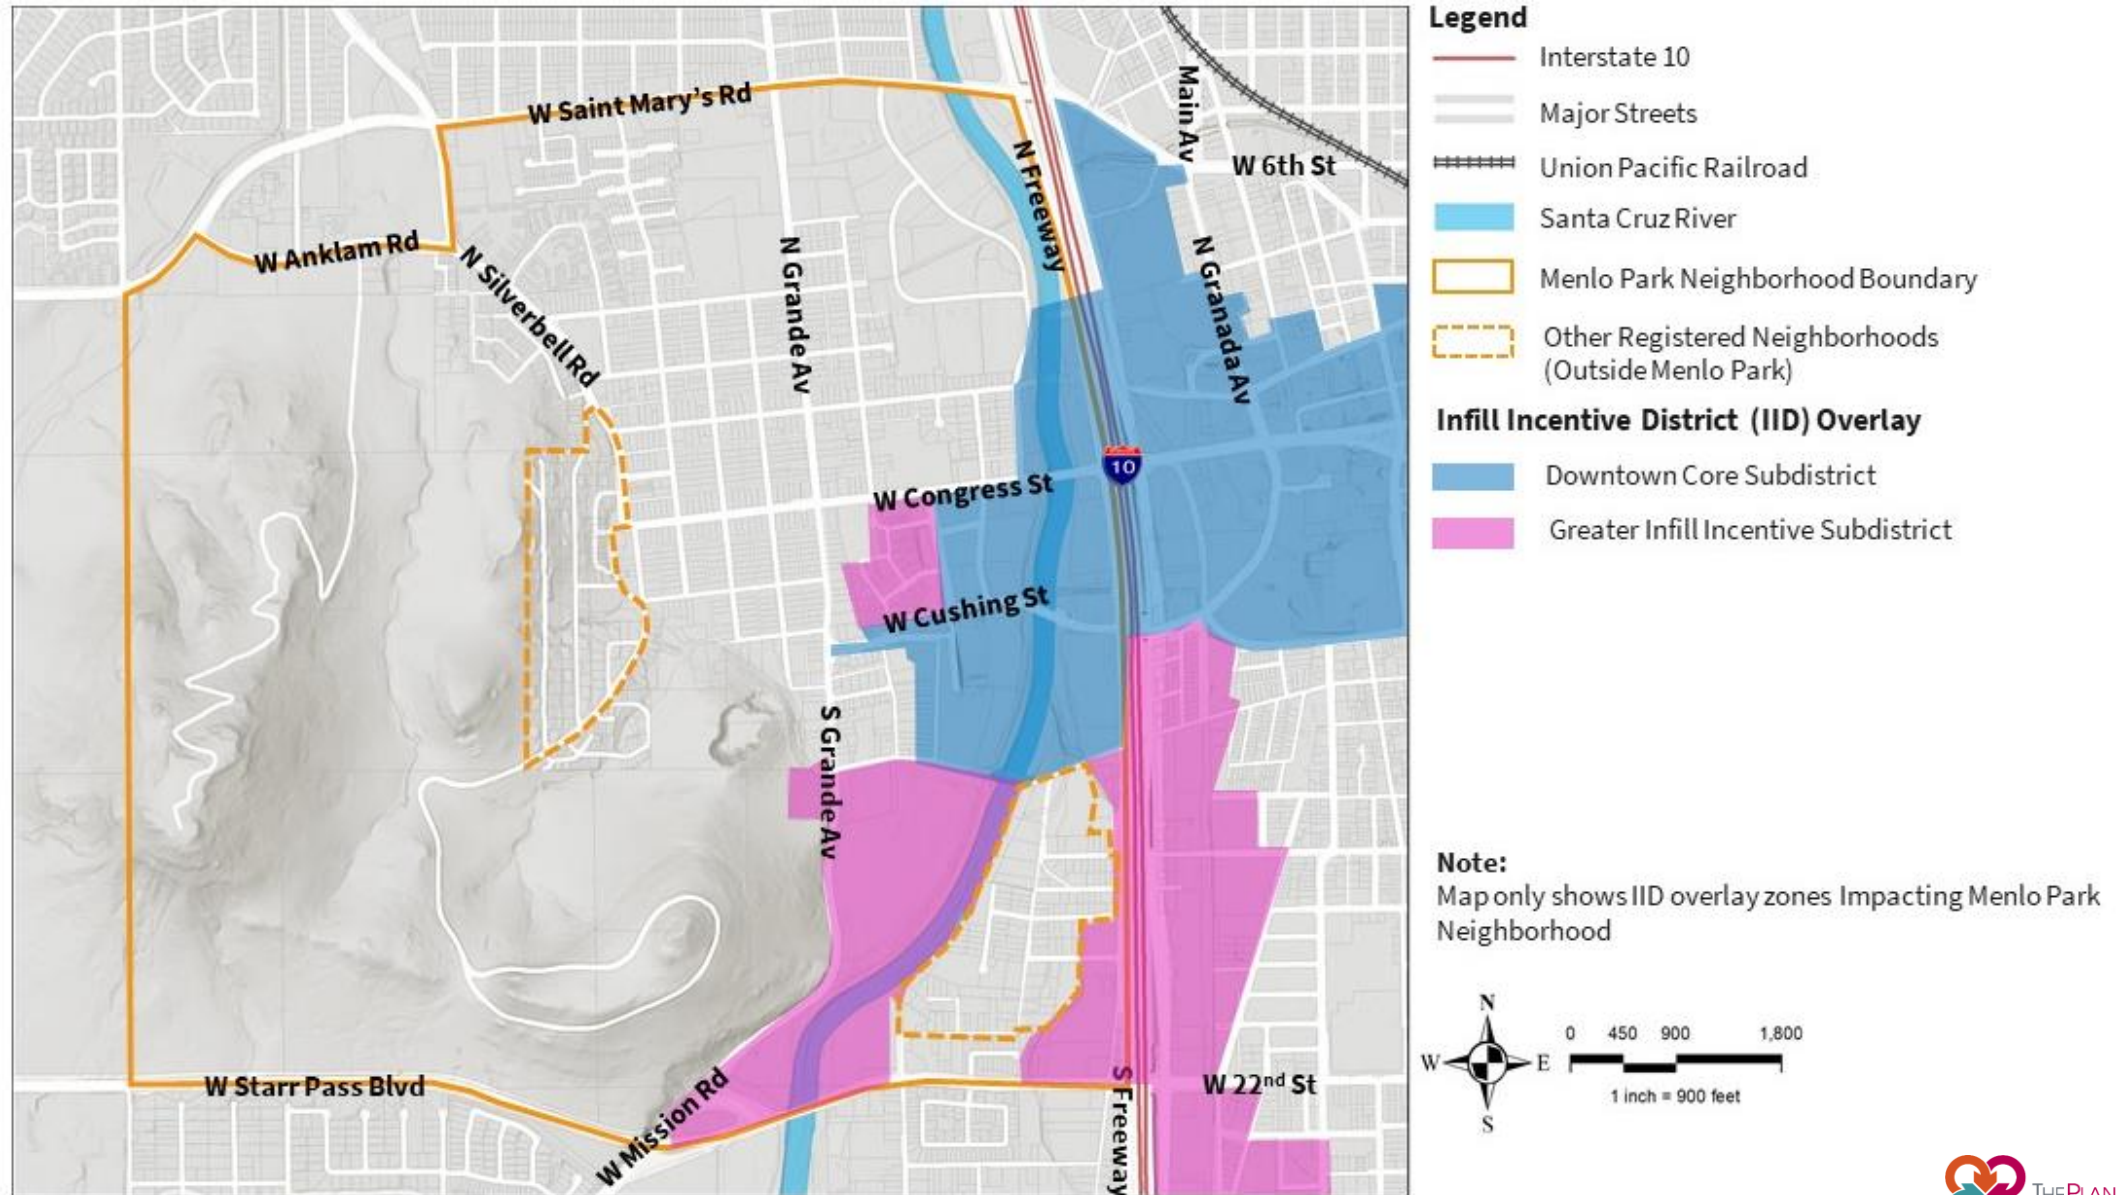 W Saint Mary's Rd
N Freeway
Main Av
W 6th St
W Anklam Rd
N Silverbell Rd
N Grande Av
N Granada Av
10
W Congress St
W Cushing St
S Grande Av
W Starr Pass Blvd
W Mission Rd
S Freeway
W 22nd St
Legend
Interstate 10
Major Streets
Union Pacific Railroad
Santa Cruz River
Menlo Park Neighborhood Boundary
Other Registered Neighborhoods
(Outside Menlo Park)
Infill Incentive District (IID) Overlay
Downtown Core Subdistrict
Greater Infill Incentive Subdistrict
Note:
Map only shows IID overlay zones Impacting Menlo Park
Neighborhood
N
W E
S
0 450 900 1,800
1 inch = 900 feet
THE PLAN